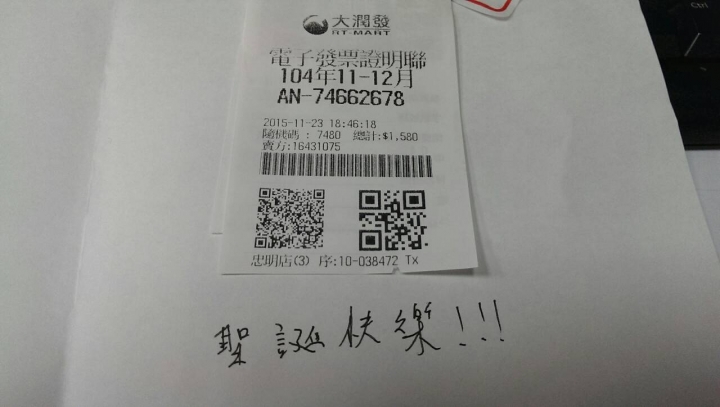 大潤發
RT-MART
電子發票證明聯
104年11-12月
AN-74662678
2015-11-23 18:46:18
隨機碼 : 7480 總計:$1,580
賣方:16431075
忠明店(3) 序:10-038472 Tx
聖誕快樂!!!
Ctrl